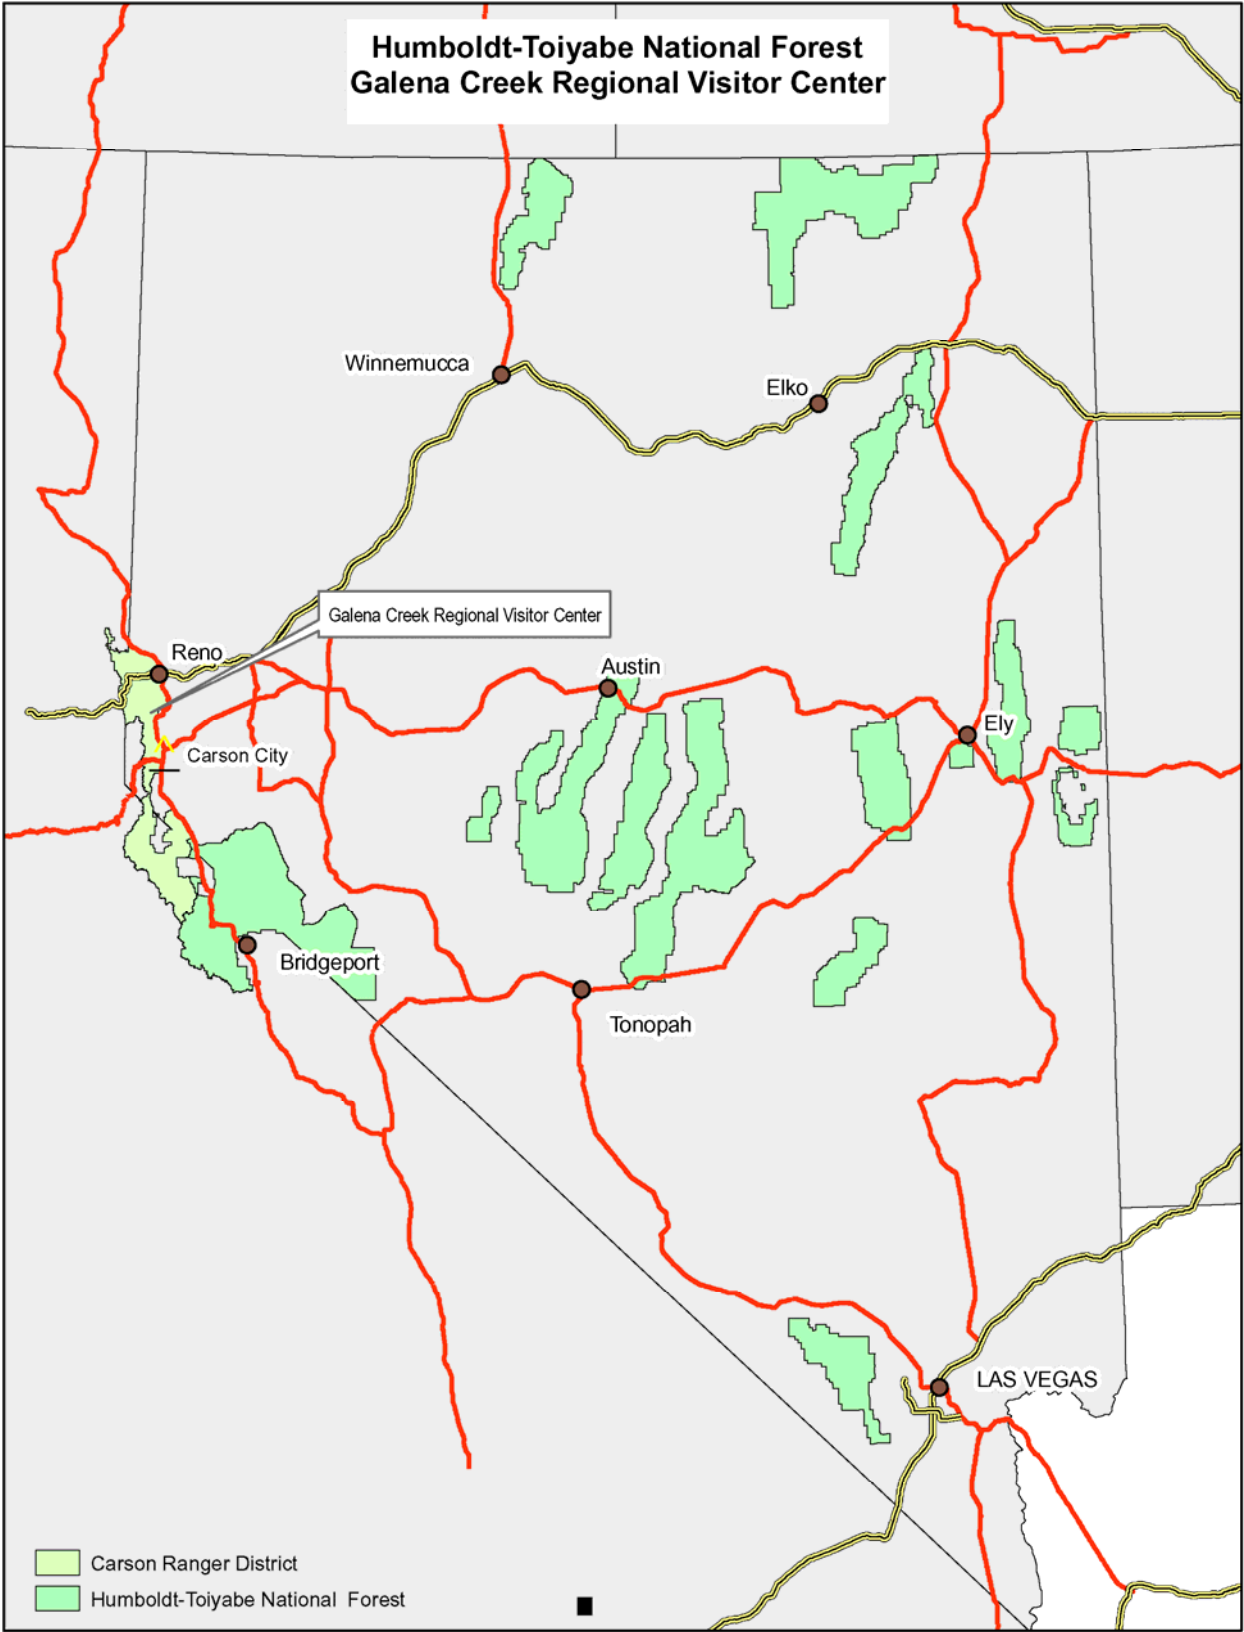 Humboldt-Toiyabe National Forest
Galena Creek Regional Visitor Center
Winnemucca
Elko
Galena Creek Regional Visitor Center
Reno
Austin
Ely
Carson City
Bridgeport
Tonopah
LAS VEGAS
Carson Ranger District
Humboldt-Toiyabe National Forest